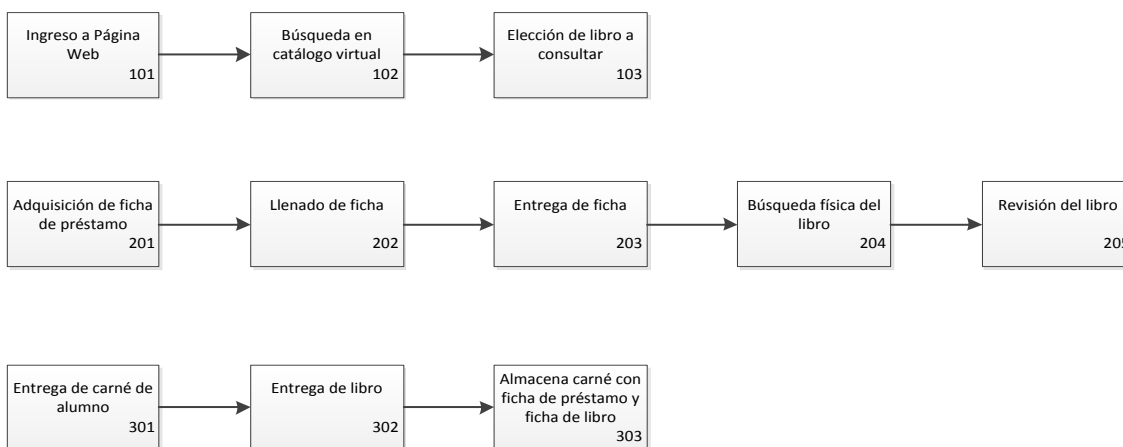 Ingreso a Página
Web
101
Búsqueda en
catálogo virtual
102
Elección de libro a
consultar
103
Adquisición de ficha
de préstamo
201
Llenado de ficha
202
Entrega de ficha
203
Búsqueda física del
libro
204
Revisión del libro
205
Entrega de carné de
alumno
301
Entrega de libro
302
Almacena carné con
ficha de préstamo y
ficha de libro
303